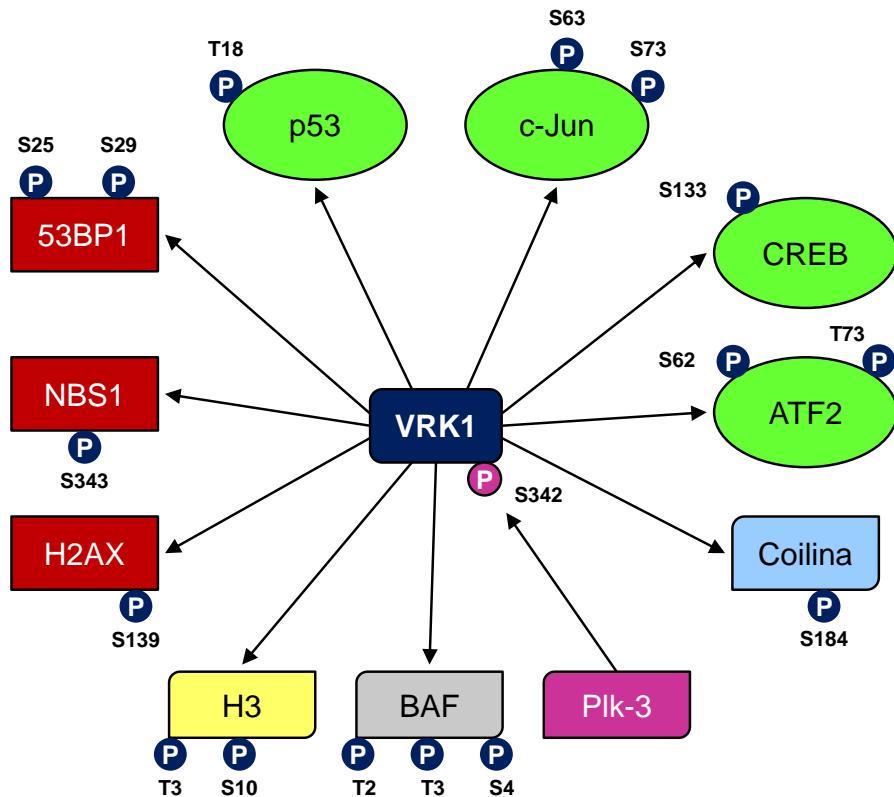 S63
T18
S73
P
P
P
p53
c-Jun
S25
S29
P
P
S133
P
53BP1
CREB
T73
S62
P
P
NBS1
VRK1
ATF2
P
S343
P
S342
H2AX
Coilina
P
S139
P
S184
H3
BAF
Plk-3
P
P
P
P
P
T3
S10
T2
T3
S4